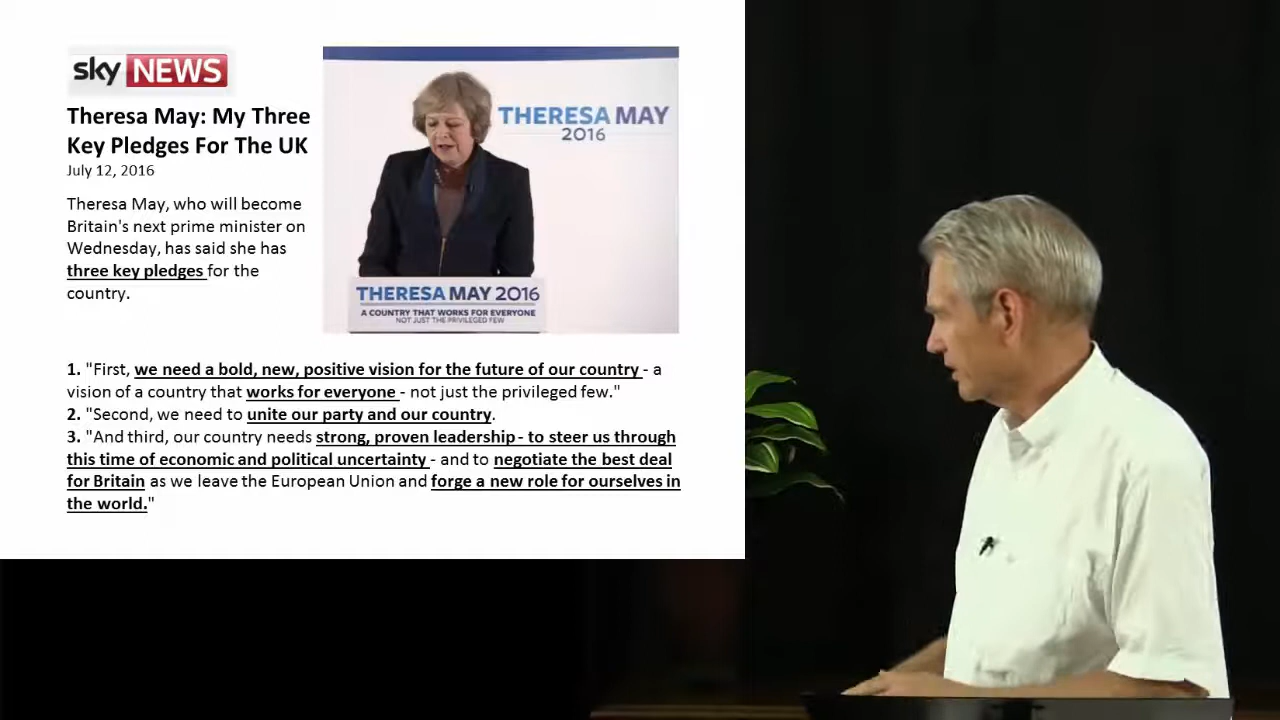 sky NEWS
Theresa May: My Three
Key Pledges For The UK
July 12, 2016
Theresa May, who will become
Britain's next prime minister on
Wednesday, has said she has
three key pledges for the
country.
THERESA MAY
2016
THERESA MAY 2016
A COUNTRY THAT WORKS FOR EVERYONE
NOT JUST THE PRIVILEGED FEW
1. "First, we need a bold, new, positive vision for the future of our country - a
vision of a country that works for everyone - not just the privileged few."
2. "Second, we need to unite our party and our country.
3. "And third, our country needs strong, proven leadership - to steer us through
this time of economic and political uncertainty - and to negotiate the best deal
for Britain as we leave the European Union and forge a new role for ourselves in
the world."